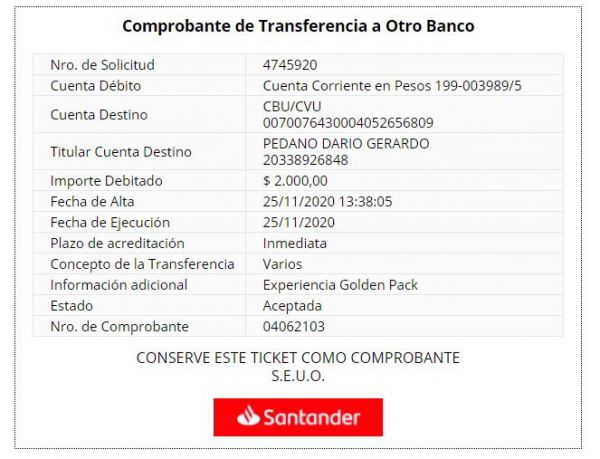 Comprobante de Transferencia a Otro Banco
Nro. de Solicitud 4745920
Cuenta Débito Cuenta Corriente en Pesos 199-003989/5
Cuenta Destino CBU/CVU
0070076430004052656809
Titular Cuenta Destino PEDANO DARIO GERARDO
20338926848
Importe Debitado $ 2.000,00
Fecha de Alta 25/11/2020 13:38:05
Fecha de Ejecución 25/11/2020
Plazo de acreditación Inmediata
Concepto de la Transferencia Varios
Información adicional Experiencia Golden Pack
Estado Aceptada
Nro. de Comprobante 04062103
CONSERVE ESTE TICKET COMO COMPROBANTE
S.E.U.O.
Santander